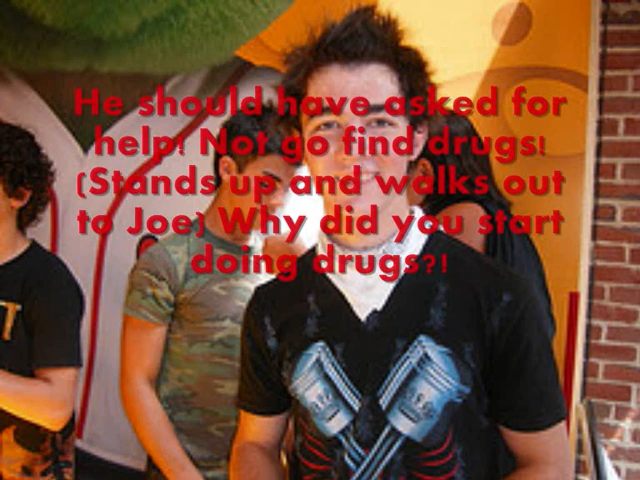 He should have asked for
help! Not go find drugs!
(Stands up and walks out
to Joe) Why did you start
doing drugs?!